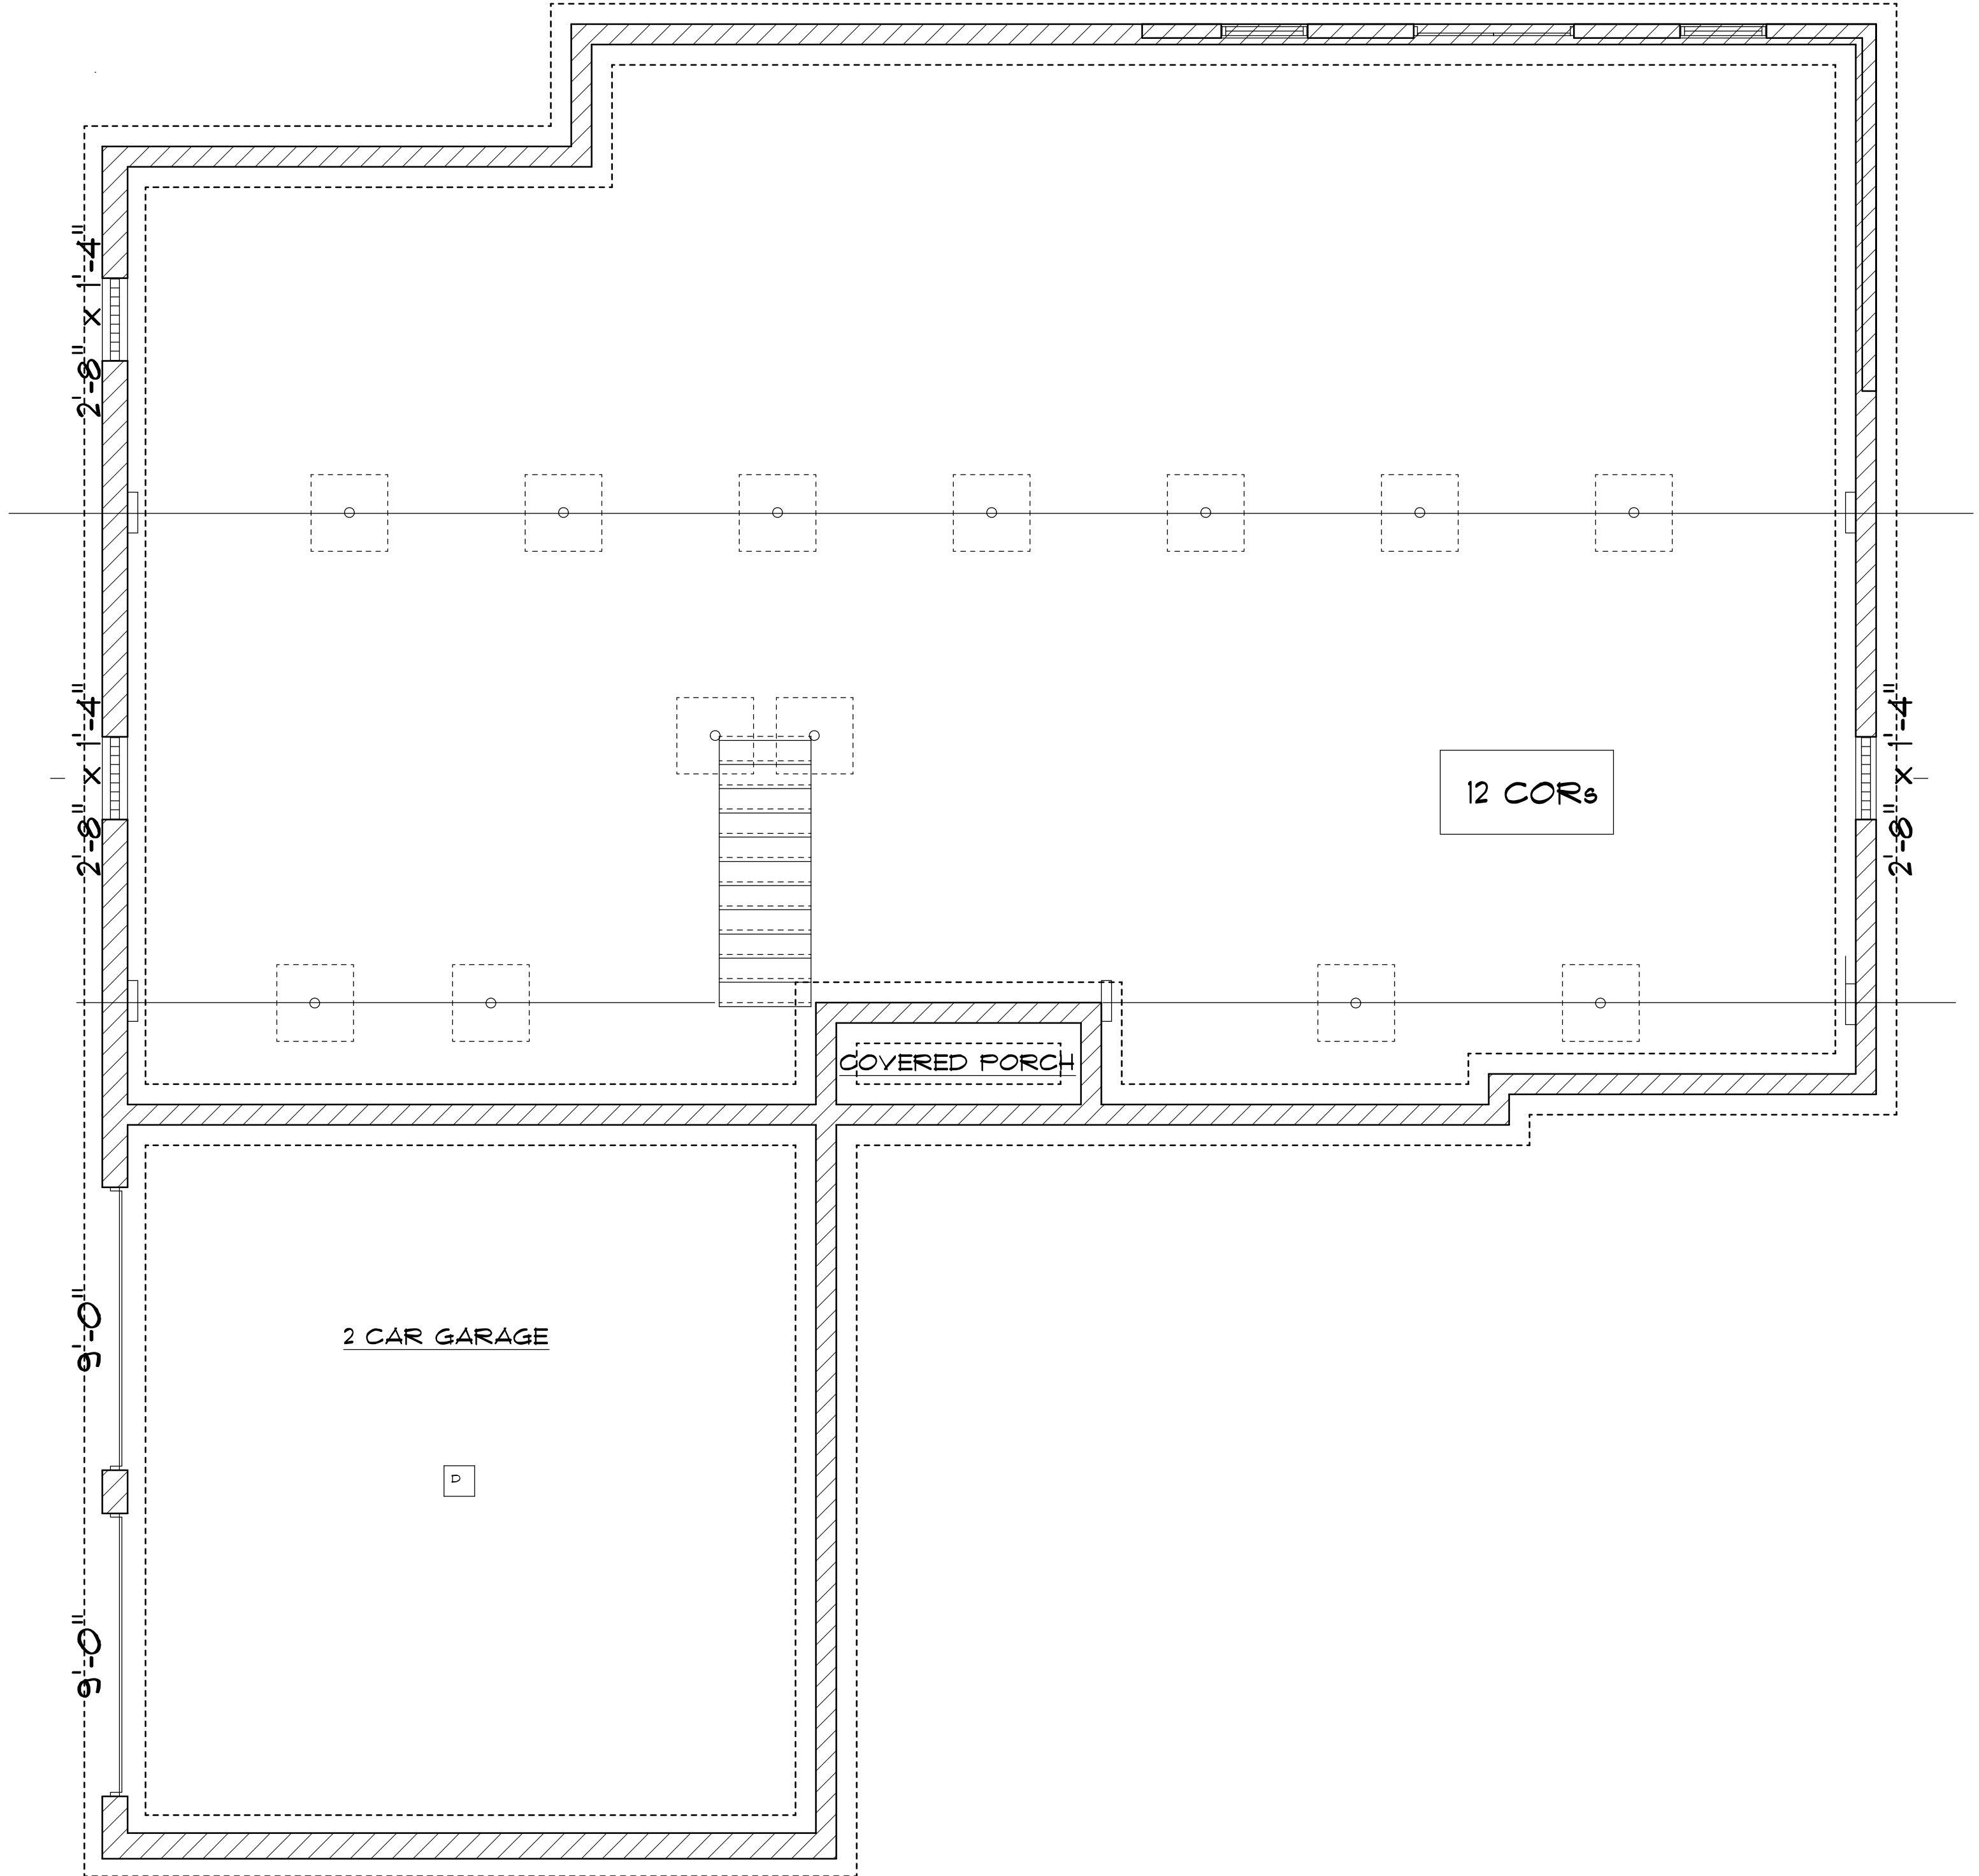 2'-8" x 1'-4"
2'-8" x 1'-4"
2'-8" x 1'-4"
12 CORs
COVERED PORCH
2 CAR GARAGE
9'-0"
D
9'-0"